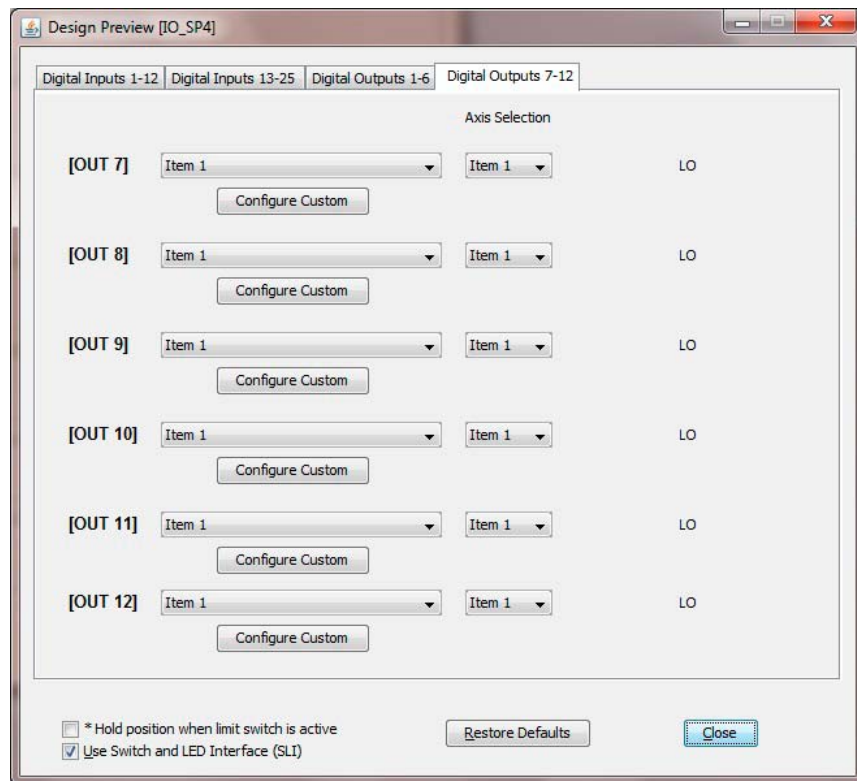 Design Preview [IO_SP4]
Digital Inputs 1-12 Digital Inputs 13-25 Digital Outputs 1-6 Digital Outputs 7-12
Axis Selection
[OUT 7] Item 1 Item 1 LO
Configure Custom
[OUT 8] Item 1 Item 1 LO
Configure Custom
[OUT 9] Item 1 Item 1 LO
Configure Custom
[OUT 10] Item 1 Item 1 LO
Configure Custom
[OUT 11] Item 1 Item 1 LO
Configure Custom
[OUT 12] Item 1 Item 1 LO
Configure Custom
* Hold position when limit switch is active
Use Switch and LED Interface (SLI)
Restore Defaults
Close